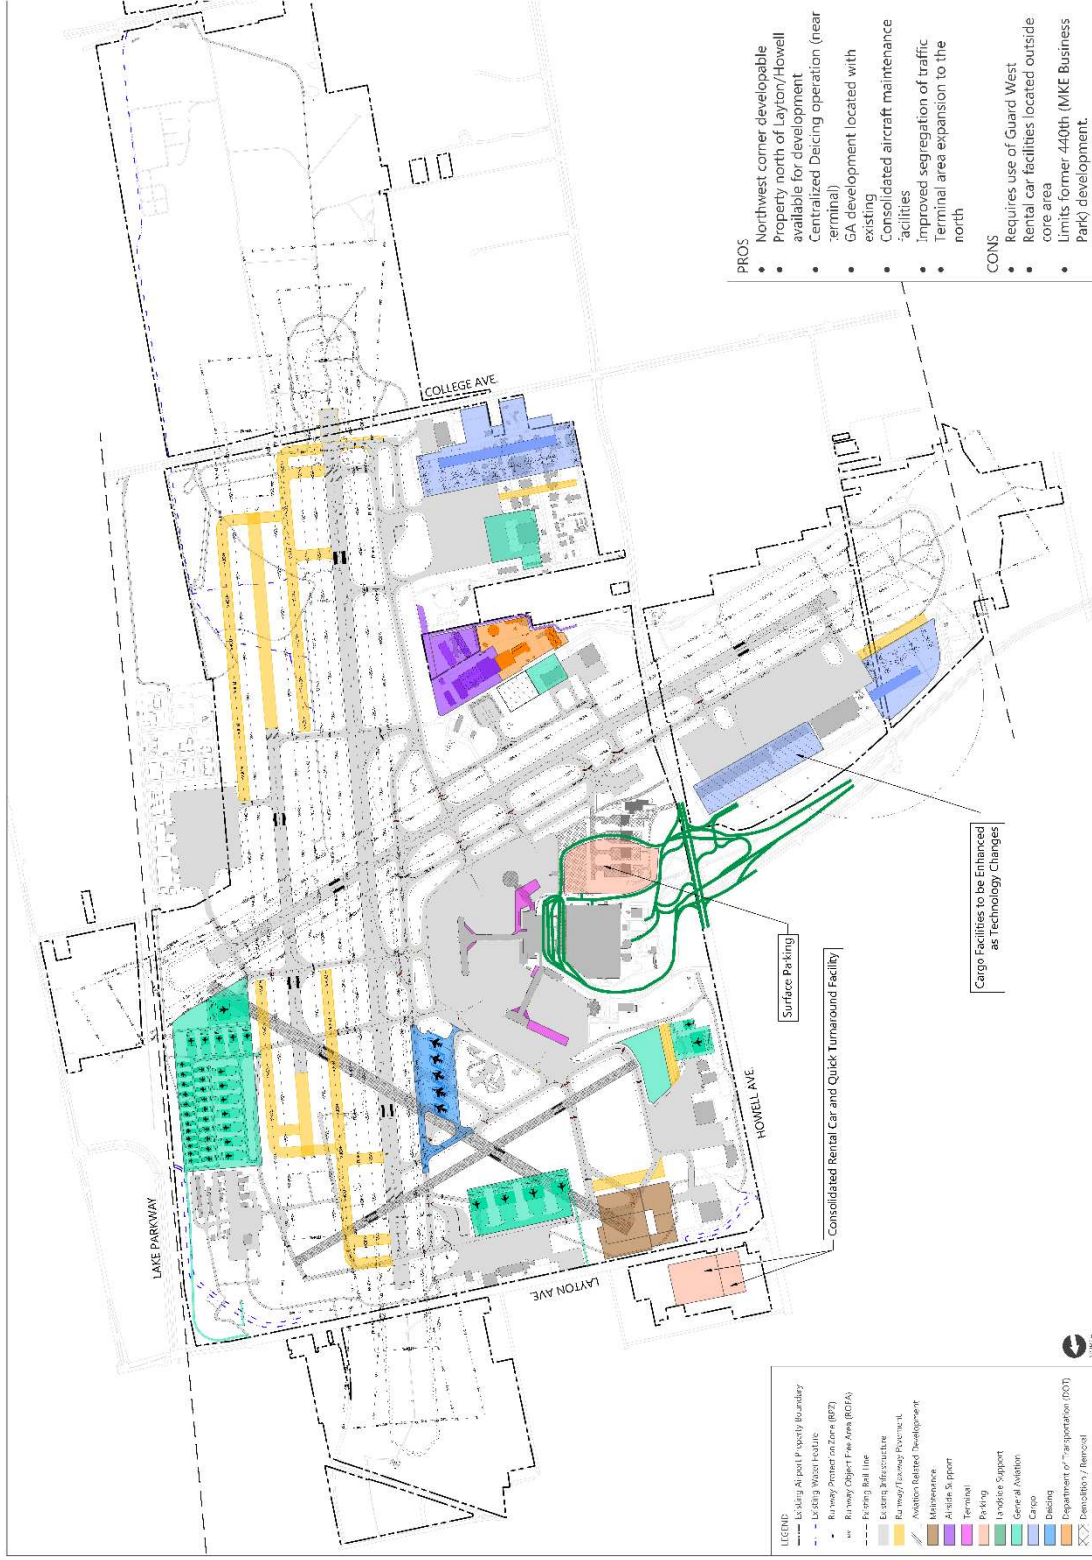 PROS
• Northwest corner developable
• Property north of Layton/Howell
available for development
• Centralized Deicing operation (near
terminal)
• GA development located with
existing
• Consolidated aircraft maintenance
facilities
• Improved segregation of traffic
• Terminal area expansion to the
north
CONS
• Requires use of Guard West
• Rental car facilities located outside
core area
• Limits former 440th (MKE Business
Park) development.
COLLEGE AVE.
LAKE PARKWAY
LAYTON AVE.
HOWELL AVE.
Surface Parking
Cargo Facilities to be Enhanced
as Technology Changes
Consolidated Rental Car and Quick Turnaround Facility
LEGEND
Existing Airport Property Boundary
Existing Water Feature
Runway Protection Zone (RPZ)
Runway Object Free Area (ROFA)
Existing Rail Line
Existing Infrastructure
Runway/Taxiway Pavement
Aviation Related Development
Maintenance
Airside Support
Terminal
Parking
Landside Support
General Aviation
Cargo
Deicing
Department of Transportation (DOT)
Demolition / Removal